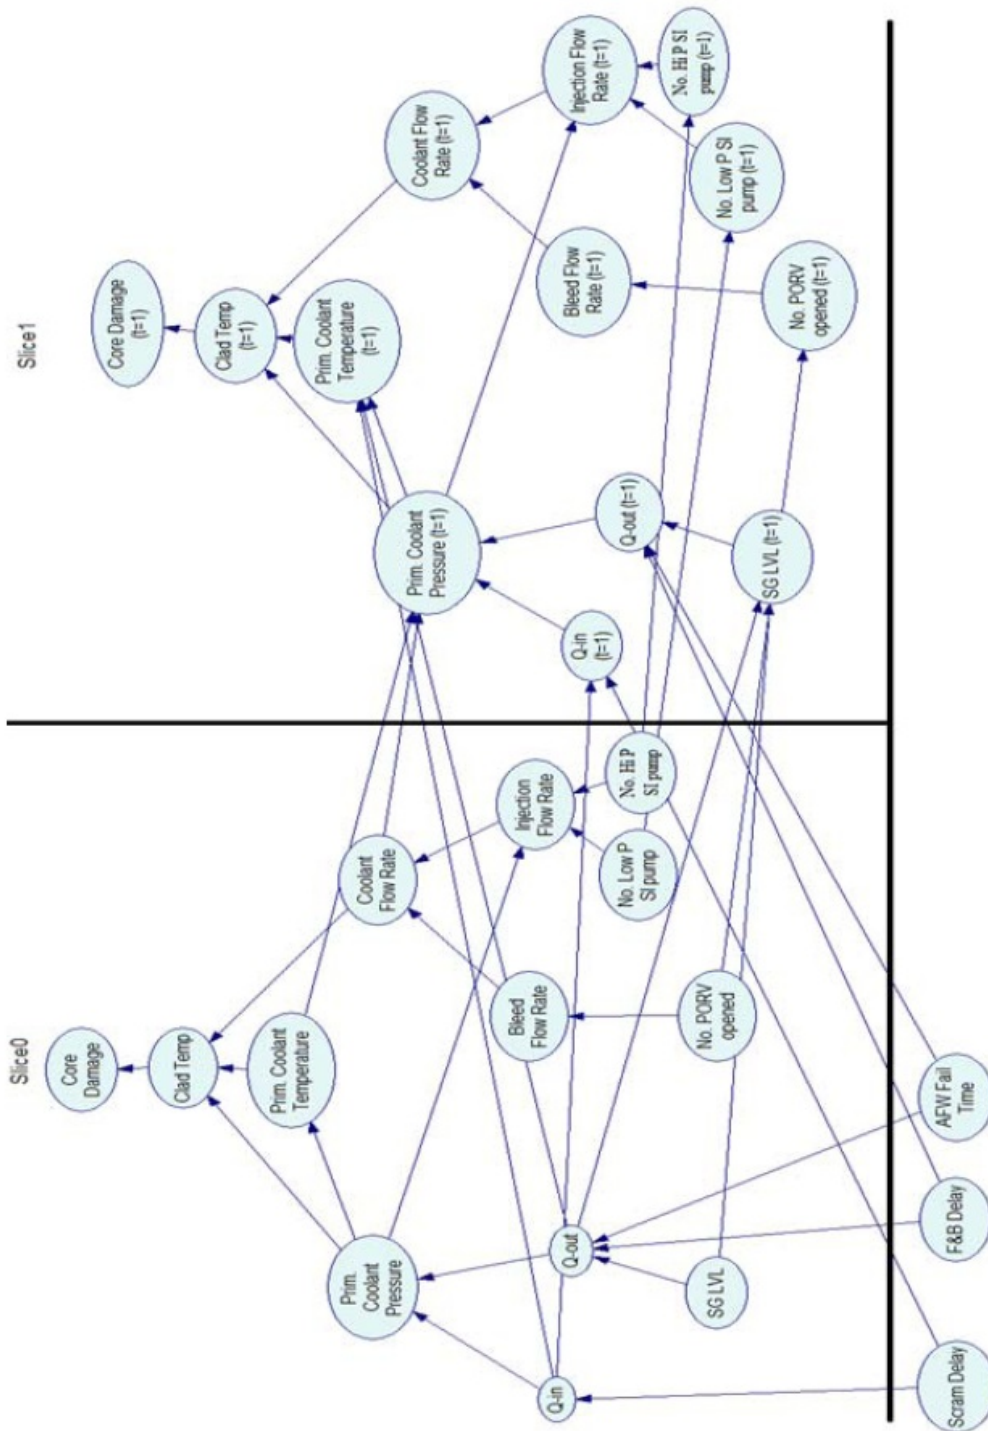 Slice0
Core
Damage
Clad Temp
Prim. Coolant
Temperature
Prim.
Coolant
Pressure
Coolant
Flow Rate
Injection
Flow Rate
Bleed
Flow Rate
Q-in
Q-out
SG LVL
No. PORV
opened
No. Low P
SI pump
No. Hi P
SI pump
Scram Delay
F&B Delay
AFW Fail
Time
Slice1
Core Damage
(t=1)
Clad Temp
(t=1)
Prim. Coolant
Temperature
(t=1)
Prim. Coolant
Pressure (t=1)
Coolant Flow
Rate (t=1)
Injection Flow
Rate (t=1)
Bleed Flow
Rate (t=1)
Q-in
(t=1)
Q-out (t=1)
SG LVL (t=1)
No. PORV
opened (t=1)
No. Low P SI
pump (t=1)
No. Hi P SI
pump (t=1)